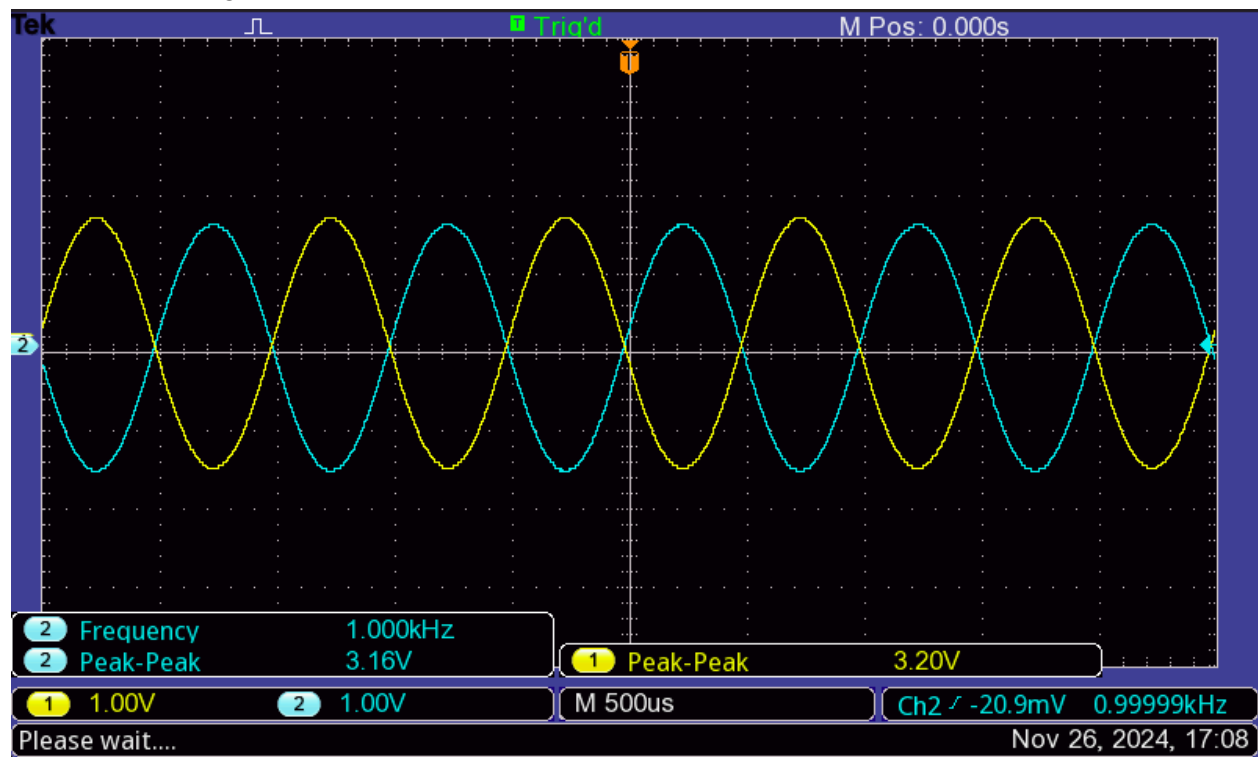 Tek T Trig'd M Pos: 0.000s
T
2
2 Frequency 1.000kHz
2 Peak-Peak 3.16V 1 Peak-Peak 3.20V
1 1.00V 2 1.00V M 500us Ch2 -20.9mV 0.99999kHz
Please wait.... Nov 26, 2024, 17:08